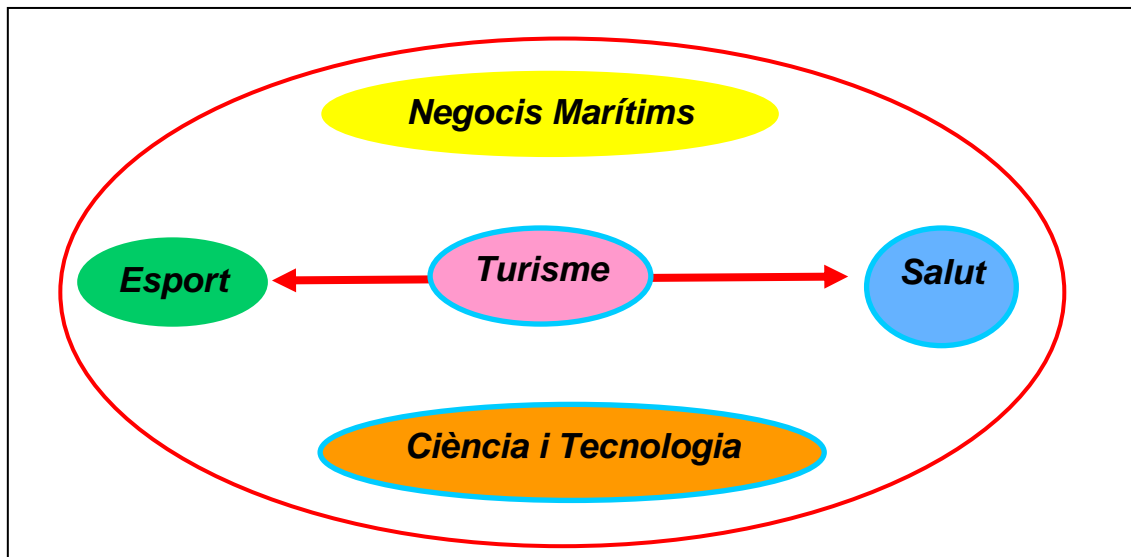 Negocis Marítims
Esport
Turisme
Salut
Ciència i Tecnologia